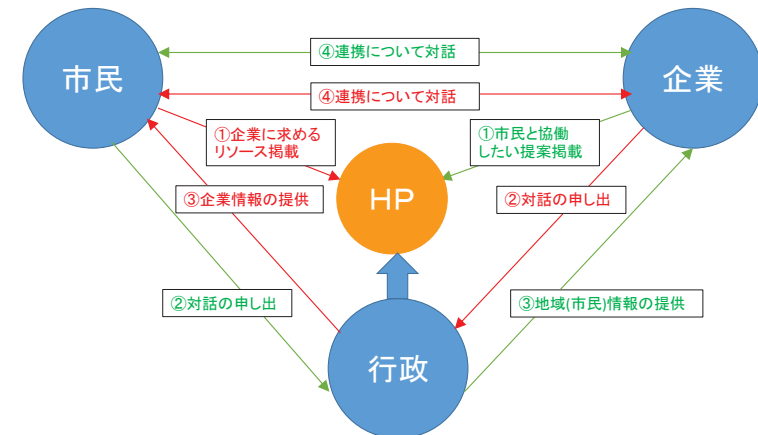 ④連携について対話
市民
企業
④連携について対話
①企業に求める
リソース掲載
①市民と協働
したい提案掲載
HP
③企業情報の提供
②対話の申し出
②対話の申し出
③地域(市民)情報の提供
行政